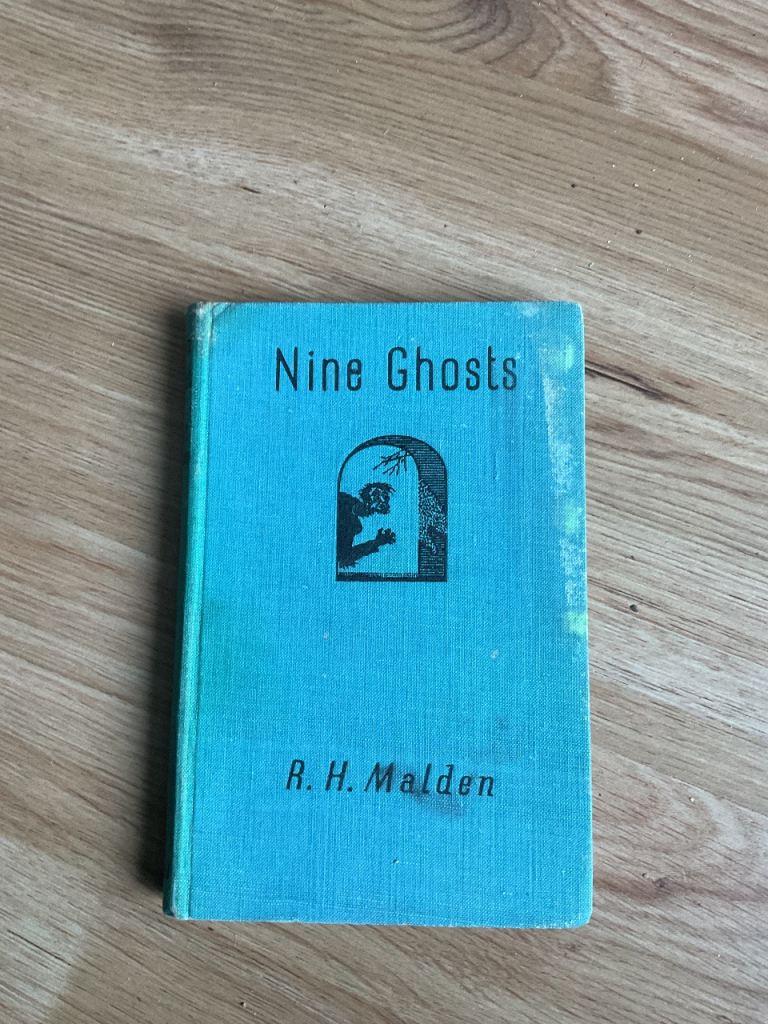 Nine Ghosts
R. H. Malden